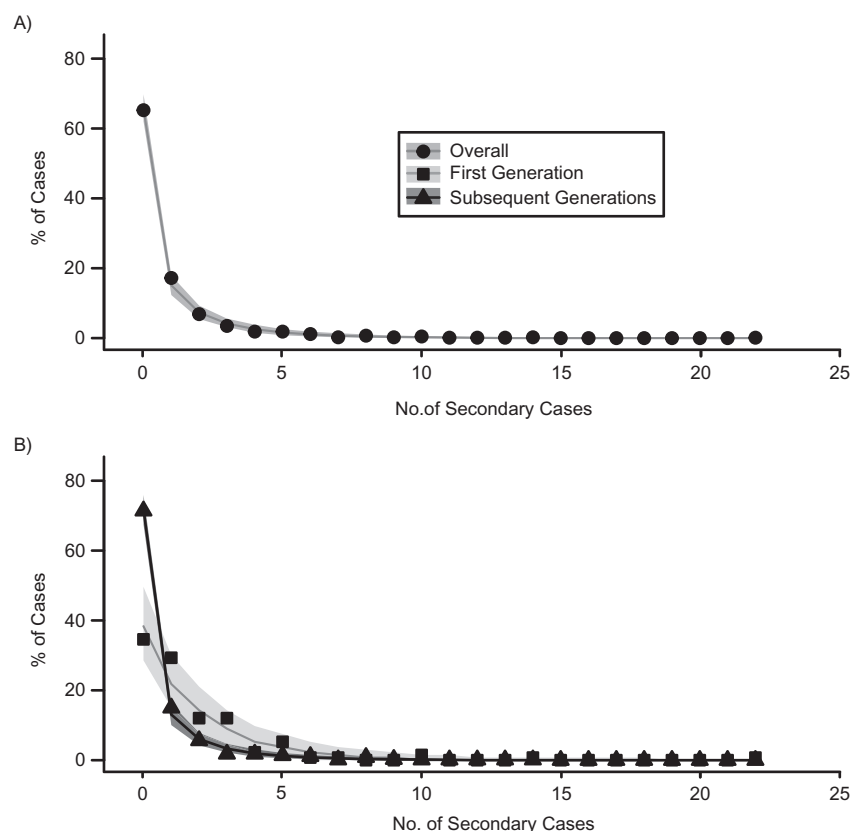 A)
80
60
40
20
0
% of Cases
Overall
First Generation
Subsequent Generations
0 5 10 15 20 25
No.of Secondary Cases
B)
80
60
40
20
0
% of Cases
0 5 10 15 20 25
No. of Secondary Cases